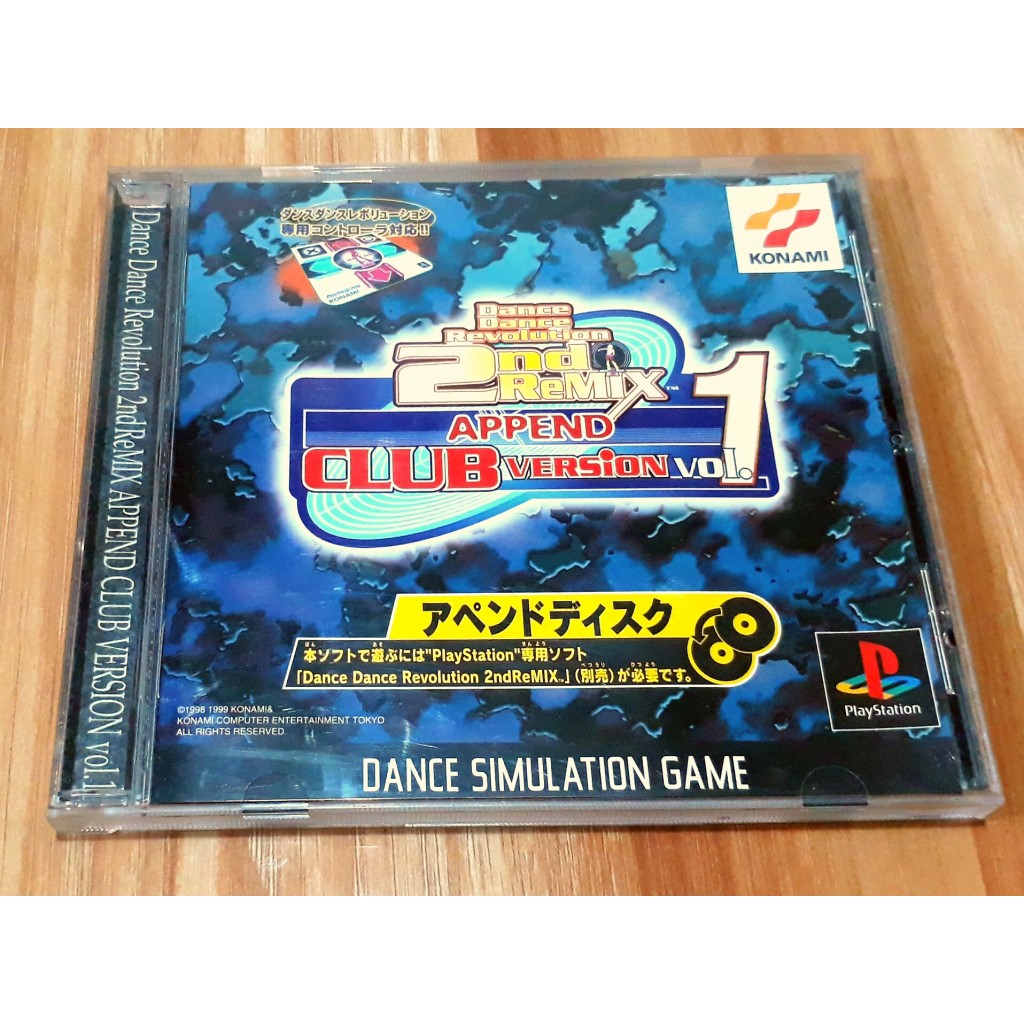 Dance Dance Revolution 2ndReMIX APPEND CLUB VERSION vol.1
ダンスダンスレボリューション
専用コントローラ対応!!
KONAMI
KONAMI
Dance
Dance
Revolution
2nd
ReMIX™
APPEND
CLUB VERSiON VOl.1
アペンドディスク
本ソフトで遊ぶには"PlayStation"専用ソフト
「Dance Dance Revolution 2ndReMIX™」(別売)が必要です。
©1998 1999 KONAMI&
KONAMI COMPUTER ENTERTAINMENT TOKYO
ALL RIGHTS RESERVED.
PlayStation
DANCE SIMULATION GAME